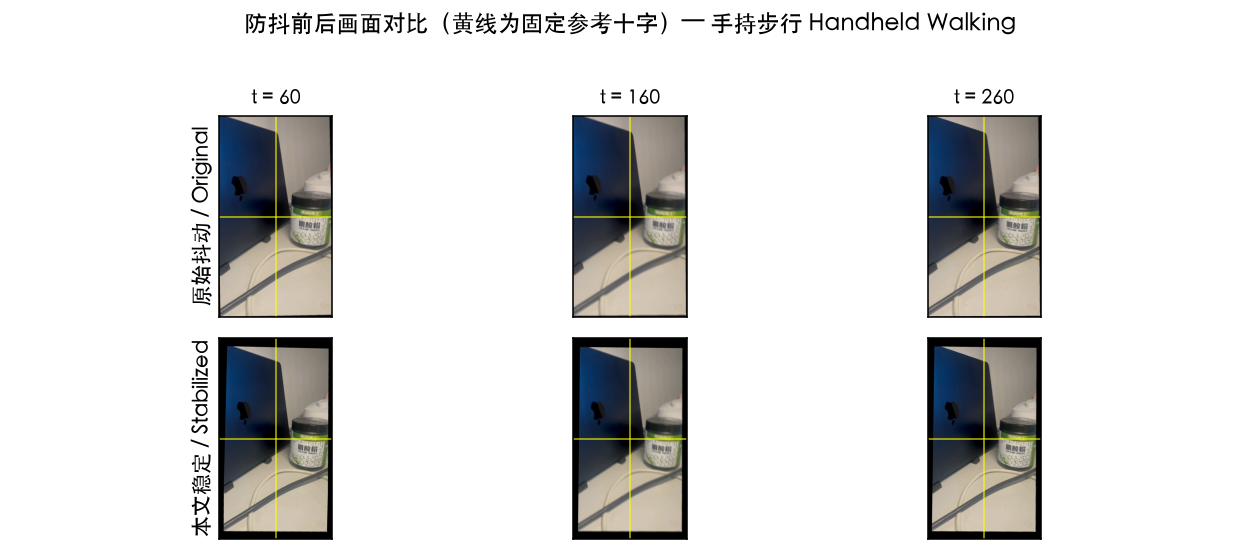 防抖前后画面对比（黄线为固定参考十字）— 手持步行 Handheld Walking
t = 60
t = 160
t = 260
原始抖动 / Original
本文稳定 / Stabilized